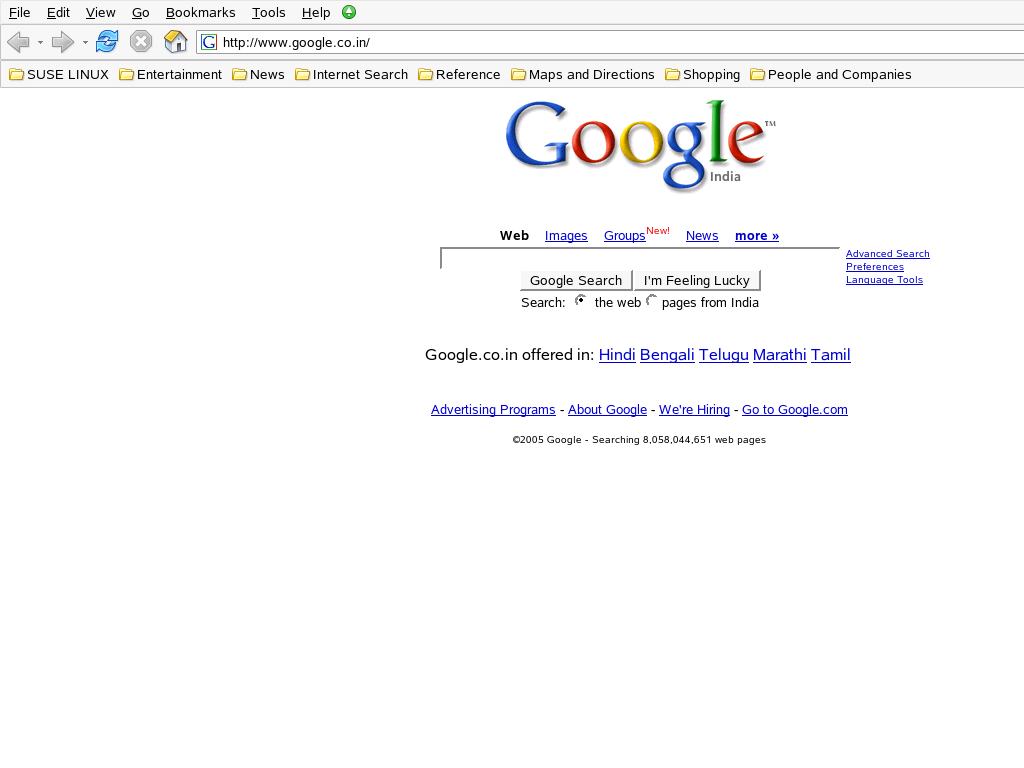 File Edit View Go Bookmarks Tools Help
http://www.google.co.in/
SUSE LINUX Entertainment News Internet Search Reference Maps and Directions Shopping People and Companies
Google™
India
Web Images Groups New! News more »
Advanced Search
Preferences
Language Tools
Google Search I'm Feeling Lucky
Search: the web pages from India
Google.co.in offered in: Hindi Bengali Telugu Marathi Tamil
Advertising Programs - About Google - We're Hiring - Go to Google.com
©2005 Google - Searching 8,058,044,651 web pages